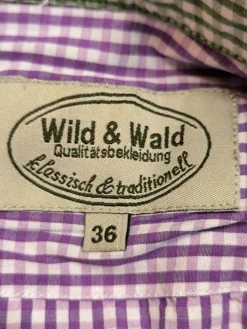 Wild & Wald
Qualitätsbekleidung
klassisch & traditionell
36